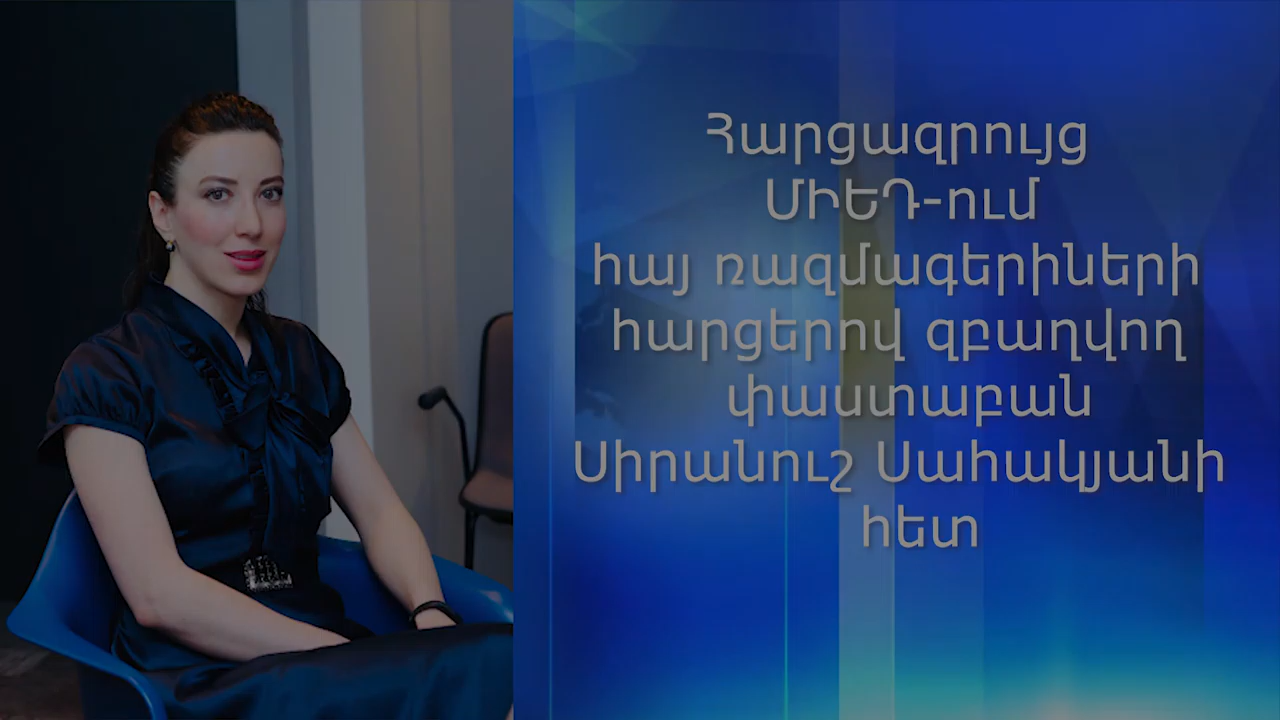 Հարցազրույց
ՄԻԵԴ-ում
հայ ռազմագերիների
հարցերով զբաղվող
փաստաբան
Սիրանուշ Սահակյանի
հետ